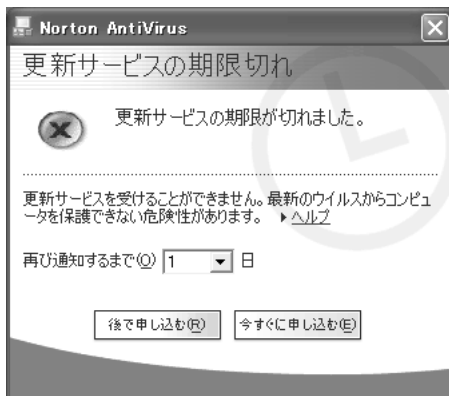 Norton AntiVirus
更新サービスの期限切れ
更新サービスの期限が切れました。
更新サービスを受けることができません。最新のウイルスからコンピュ
ータを保護できない危険性があります。 ▶ヘルプ
再び通知するまで(O) 1 日
後で申し込む(R) 今すぐに申し込む(E)